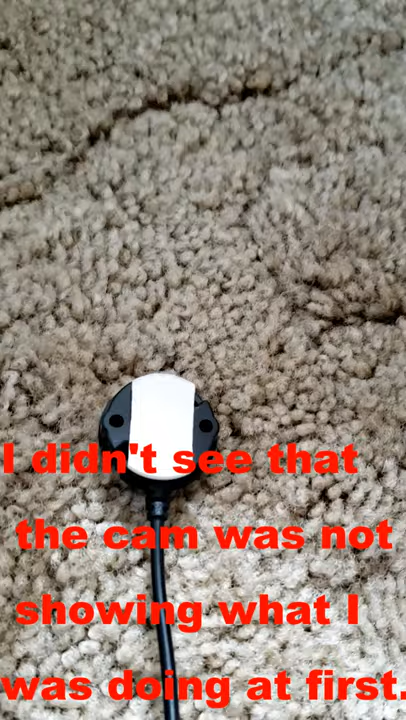 I didn't see that
the cam was not
showing what I
was doing at first.